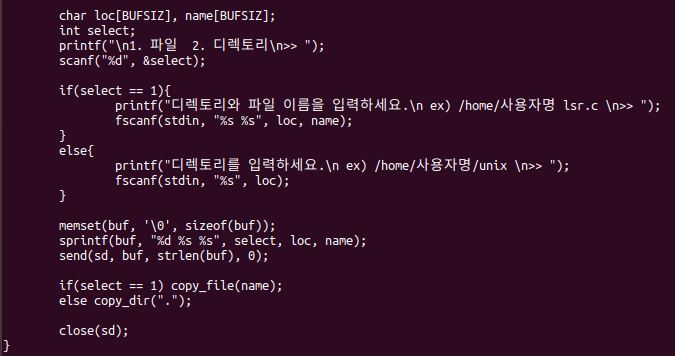 char loc[BUFSIZ], name[BUFSIZ];
int select;
printf("\n1. 파일  2. 디렉토리\n>> ");
scanf("%d", &select);

if(select == 1){
        printf("디렉토리와 파일 이름을 입력하세요.\n ex) /home/사용자명 lsr.c \n>> ");
        fscanf(stdin, "%s %s", loc, name);
}
else{
        printf("디렉토리를 입력하세요.\n ex) /home/사용자명/unix \n>> ");
        fscanf(stdin, "%s", loc);
}

memset(buf, '\0', sizeof(buf));
sprintf(buf, "%d %s %s", select, loc, name);
send(sd, buf, strlen(buf), 0);

if(select == 1) copy_file(name);
else copy_dir(".");

close(sd);
}